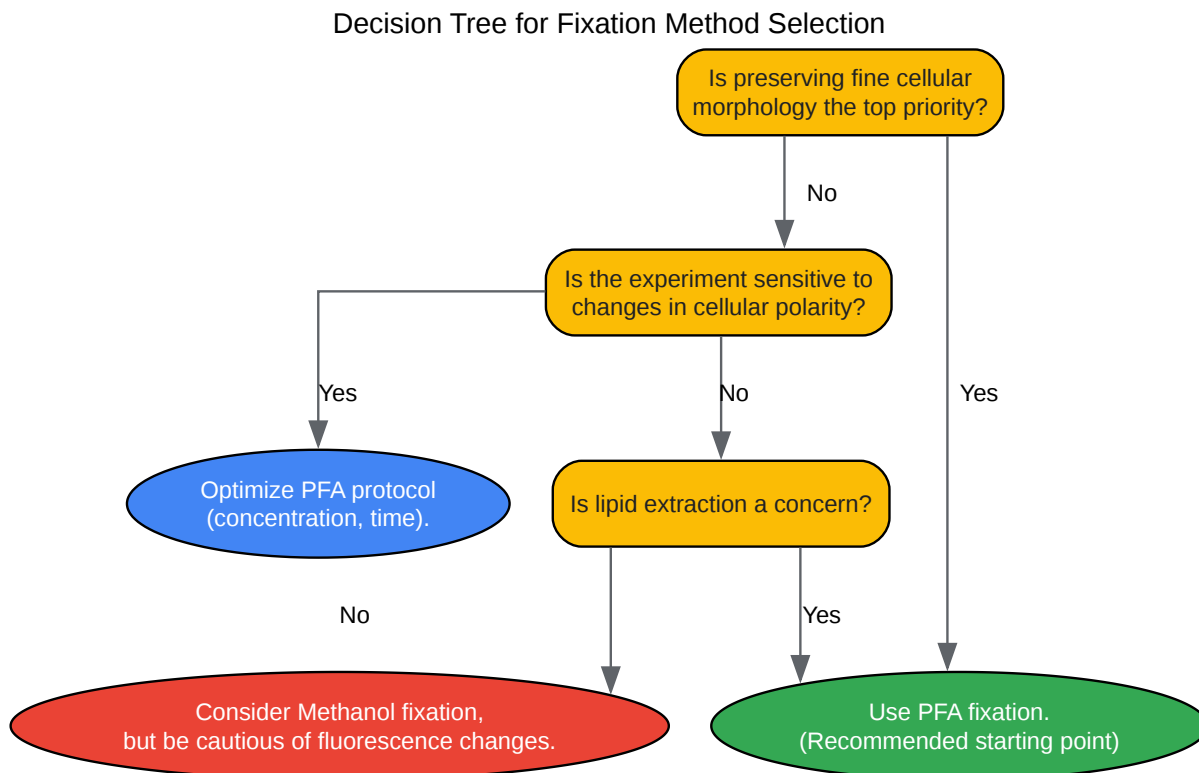 Decision Tree for Fixation Method Selection
Is preserving fine cellular
morphology the top priority?
No
Is the experiment sensitive to
changes in cellular polarity?
Yes
No
Yes
Optimize PFA protocol
(concentration, time).
Is lipid extraction a concern?
No
Yes
Consider Methanol fixation,
but be cautious of fluorescence changes.
Use PFA fixation.
(Recommended starting point)